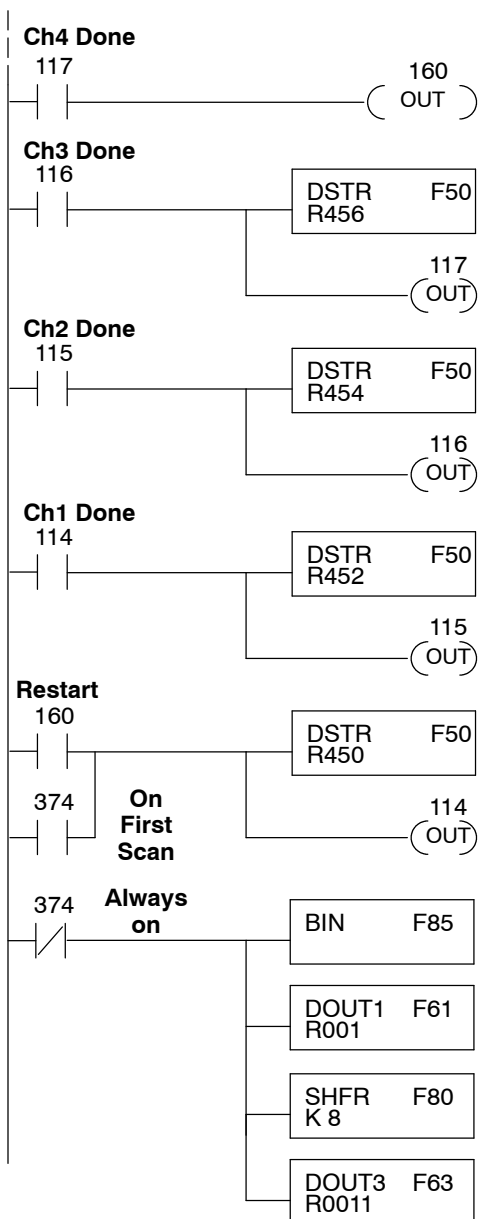 Ch4 Done
117
160
OUT
Ch3 Done
116
DSTR F50
R456
117
OUT
Ch2 Done
115
DSTR F50
R454
116
OUT
Ch1 Done
114
DSTR F50
R452
115
OUT
Restart
160
DSTR F50
R450
374
On
First
Scan
114
OUT
374
Always
on
BIN F85
DOUT1 F61
R001
SHFR F80
K 8
DOUT3 F63
R0011